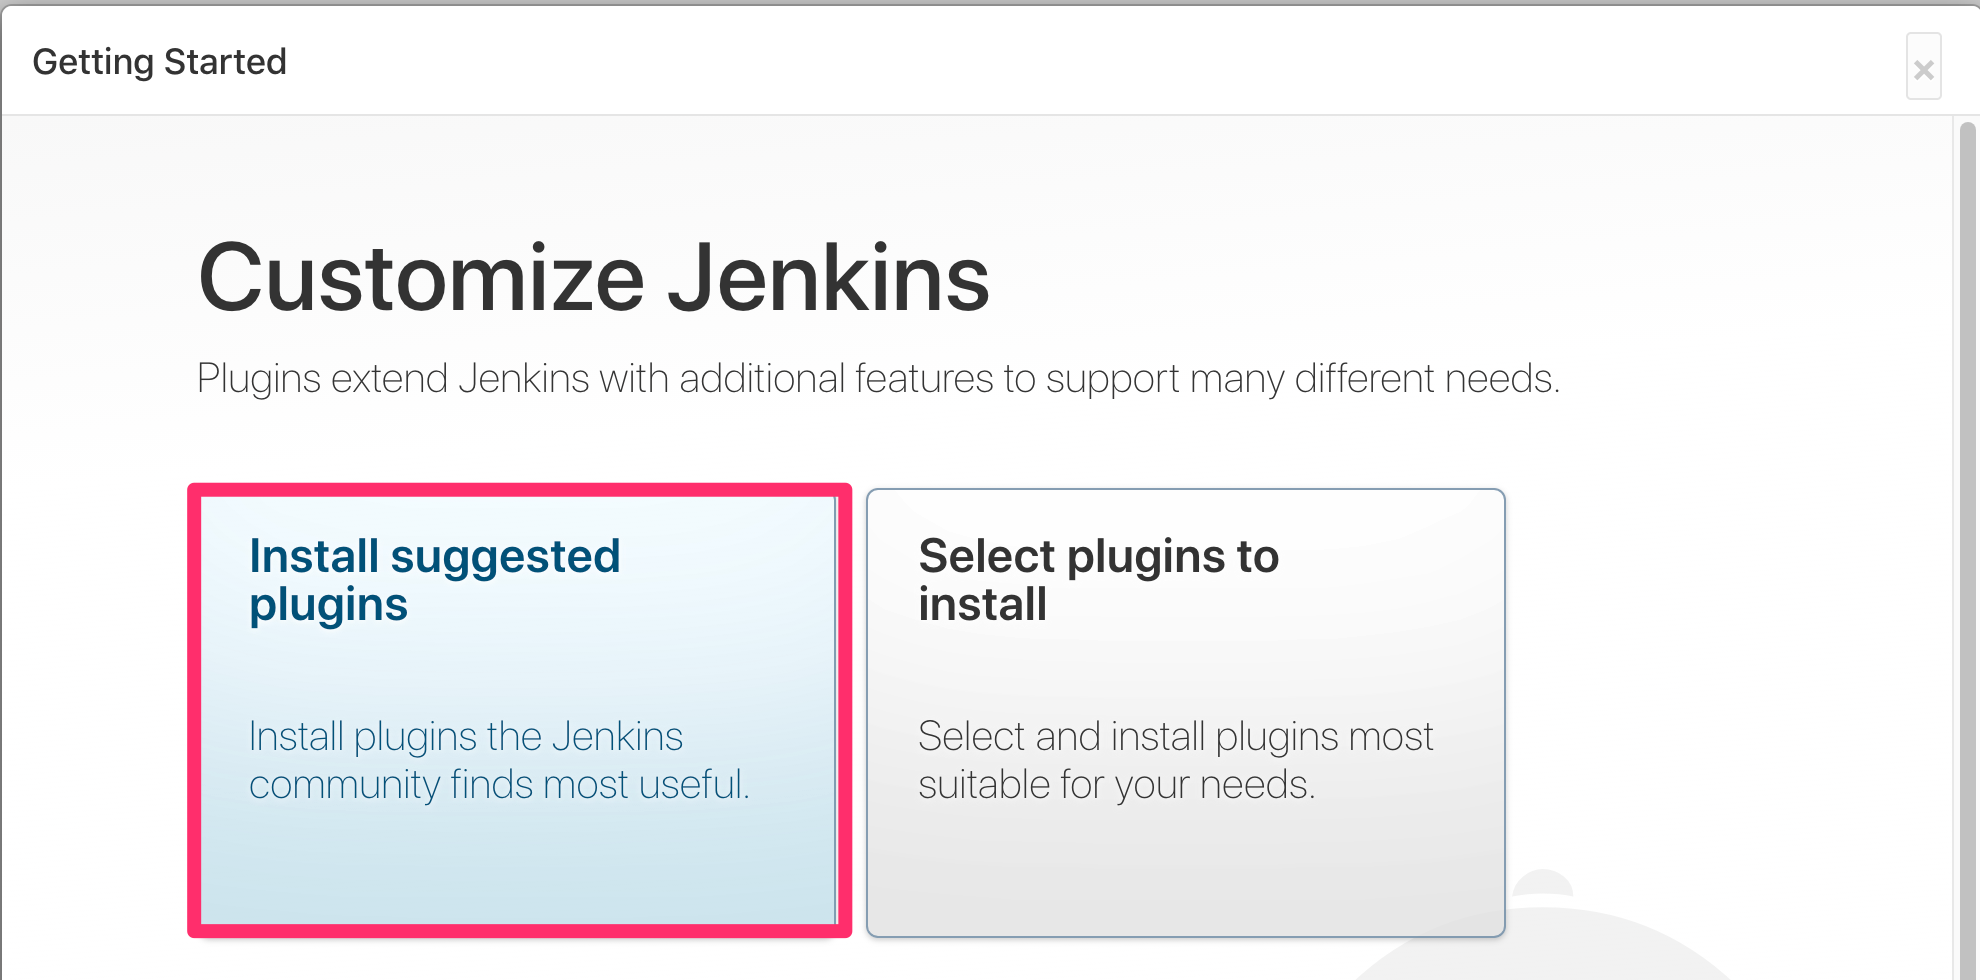 Getting Started
Customize Jenkins
Plugins extend Jenkins with additional features to support many different needs.
Install suggested
plugins
Install plugins the Jenkins
community finds most useful.
Select plugins to
install
Select and install plugins most
suitable for your needs.